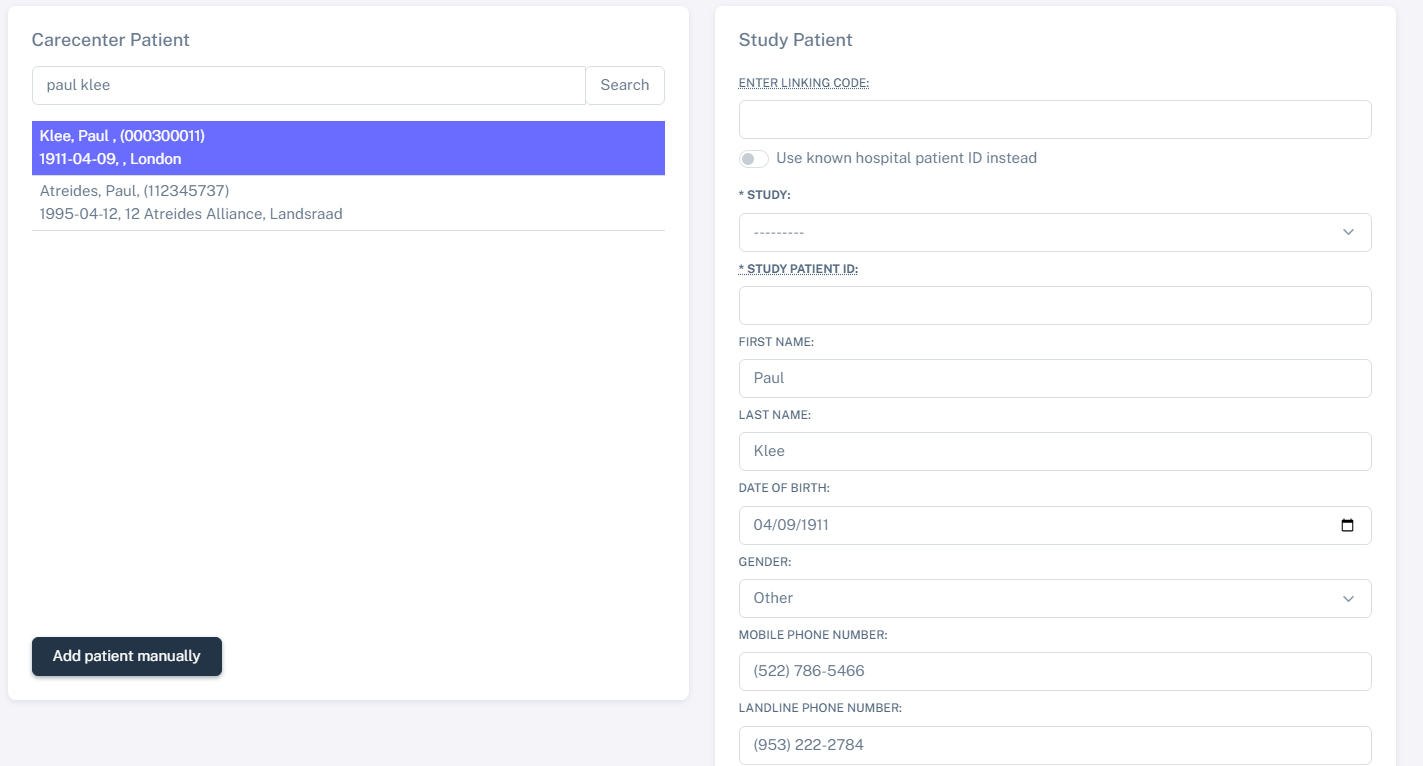 Carecenter Patient
paul klee
Search
Klee, Paul , (000300011)
1911-04-09, , London
Atreides, Paul, (112345737)
1995-04-12, 12 Atreides Alliance, Landsraad
Add patient manually
Study Patient
ENTER LINKING CODE:
Use known hospital patient ID instead
* STUDY:
---------
* STUDY PATIENT ID:
FIRST NAME:
Paul
LAST NAME:
Klee
DATE OF BIRTH:
04/09/1911
GENDER:
Other
MOBILE PHONE NUMBER:
(522) 786-5466
LANDLINE PHONE NUMBER:
(953) 222-2784